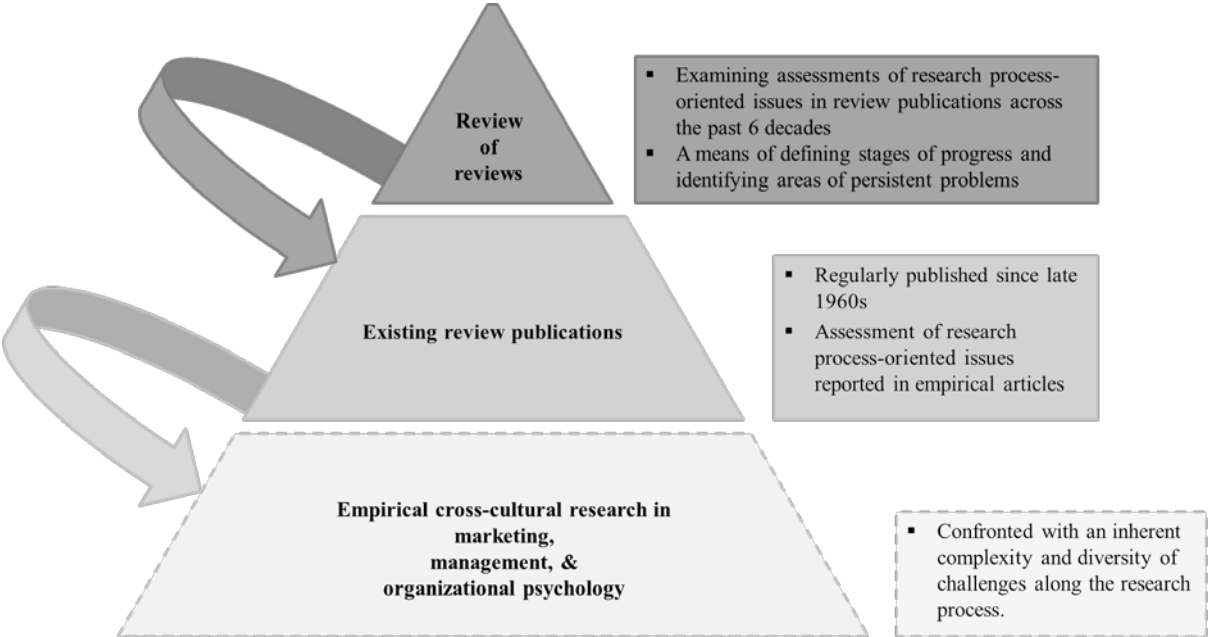 Review
of
reviews
▪ Examining assessments of research process-
oriented issues in review publications across
the past 6 decades
▪ A means of defining stages of progress and
identifying areas of persistent problems
Existing review publications
▪ Regularly published since late
1960s
▪ Assessment of research
process-oriented issues
reported in empirical articles
Empirical cross-cultural research in
marketing,
management, &
organizational psychology
▪ Confronted with an inherent
complexity and diversity of
challenges along the research
process.